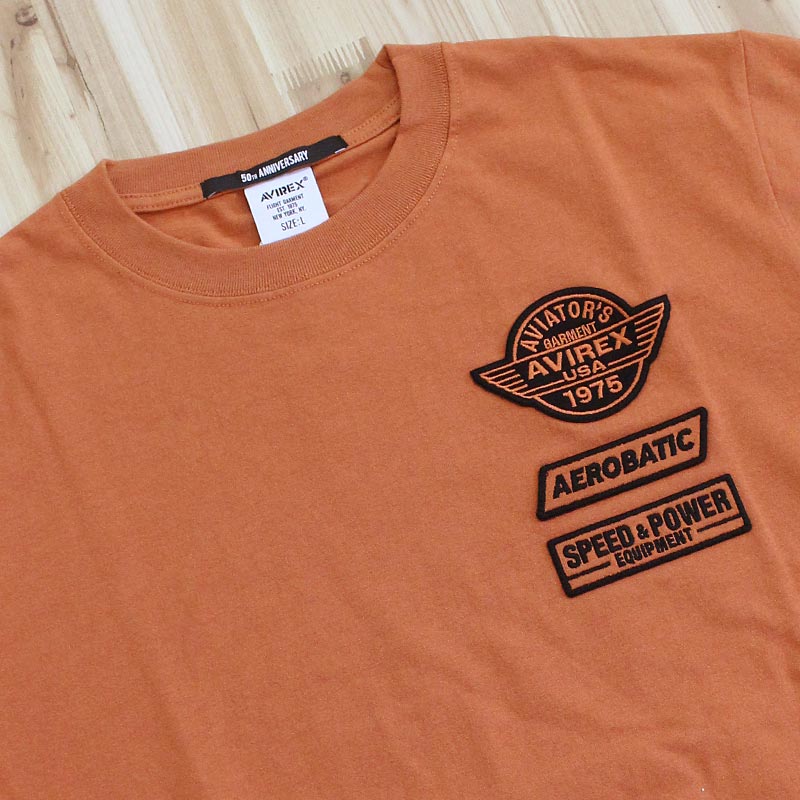 50TH ANNIVERSARY
AVIREX®
FLIGHT GARMENT
EST. 1975
NEW YORK, NY.
SIZE: L
AVIATOR'S
GARMENT
AVIREX
USA
1975
AEROBATIC
SPEED & POWER
EQUIPMENT